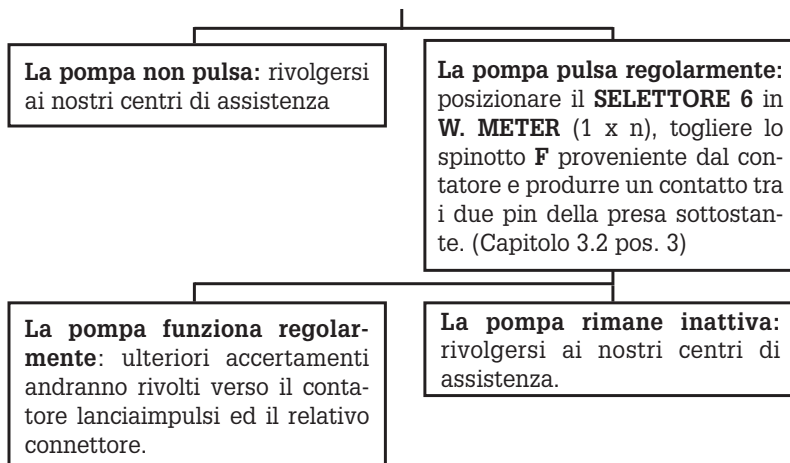 La pompa non pulsa: rivolgersi
ai nostri centri di assistenza
La pompa pulsa regolarmente:
posizionare il SELETTORE 6 in
W. METER (1 x n), togliere lo
spinotto F proveniente dal con-
tatore e produrre un contatto tra
i due pin della presa sottostan-
te. (Capitolo 3.2 pos. 3)
La pompa funziona regolar-
mente: ulteriori accertamenti
andranno rivolti verso il conta-
tore lanciaimpulsi ed il relativo
connettore.
La pompa rimane inattiva:
rivolgersi ai nostri centri di
assistenza.